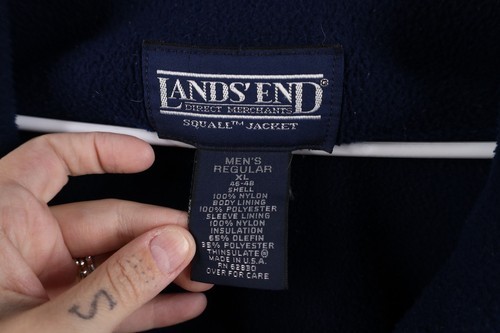 LANDS' END®
DIRECT MERCHANTS
SQUALL™ JACKET
MEN'S
REGULAR
XL
46-48
SHELL
100% NYLON
BODY LINING
100% POLYESTER
SLEEVE LINING
100% NYLON
INSULATION
65% OLEFIN
35% POLYESTER
THINSULATE®
MADE IN U.S.A.
RN 62830
OVER FOR CARE